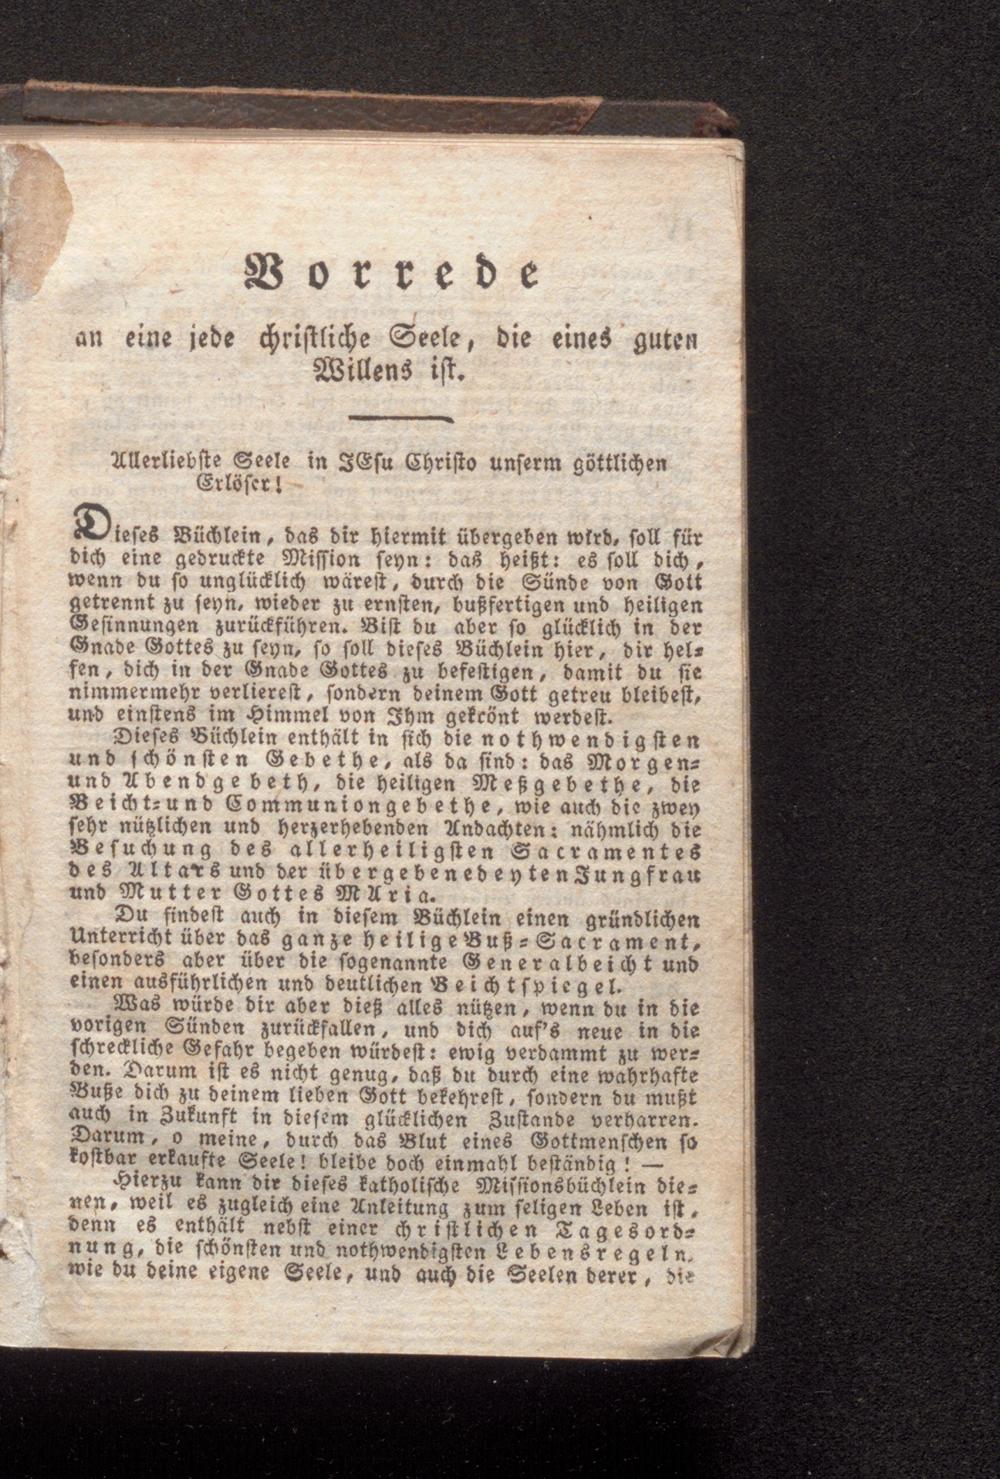 Vorrede
an eine jede christliche Seele, die eines guten
Willens ist.
Allerliebste Seele in JEsu Christo unserm göttlichen
Erlöser!
Dieses Büchlein, das dir hiermit übergeben wird, soll für
dich eine gedruckte Mission seyn: das heißt: es soll dich,
wenn du so unglücklich wärest, durch die Sünde von Gott
getrennt zu seyn, wieder zu ernsten, bußfertigen und heiligen
Gesinnungen zurückführen. Bist du aber so glücklich in der
Gnade Gottes zu seyn, so soll dieses Büchlein hier, dir hel-
fen, dich in der Gnade Gottes zu befestigen, damit du sie
nimmermehr verlierest, sondern deinem Gott getreu bleibest,
und einstens im Himmel von Ihm gekrönt werdest.
Dieses Büchlein enthält in sich die nothwendigsten
und schönsten Gebethe, als da sind: das Morgen-
und Abendgebeth, die heiligen Meßgebethe, die
Beicht- und Communiongebethe, wie auch die zwey
sehr nützlichen und herzerhebenden Andachten: nähmlich die
Besuchung des allerheiligsten Sacramentes
des Altars und der übergebenedeyten Jungfrau
und Mutter Gottes MAria.
Du findest auch in diesem Büchlein einen gründlichen
Unterricht über das ganze heilige Buß-Sacrament,
besonders aber über die sogenannte Generalbeicht und
einen ausführlichen und deutlichen Beichtspiegel.
Was würde dir aber dieß alles nützen, wenn du in die
vorigen Sünden zurückfallen, und dich auf's neue in die
schreckliche Gefahr begeben würdest: ewig verdammt zu wer-
den. Darum ist es nicht genug, daß du durch eine wahrhafte
Buße dich zu deinem lieben Gott bekehrest, sondern du mußt
auch in Zukunft in diesem glücklichen Zustande verharren.
Darum, o meine, durch das Blut eines Gottmenschen so
kostbar erkaufte Seele! bleibe doch einmahl beständig! —
Hierzu kann dir dieses katholische Missionsbüchlein die-
nen, weil es zugleich eine Anleitung zum seligen Leben ist,
denn es enthält nebst einer christlichen Tagesord-
nung, die schönsten und nothwendigsten Lebensregeln,
wie du deine eigene Seele, und auch die Seelen derer, die